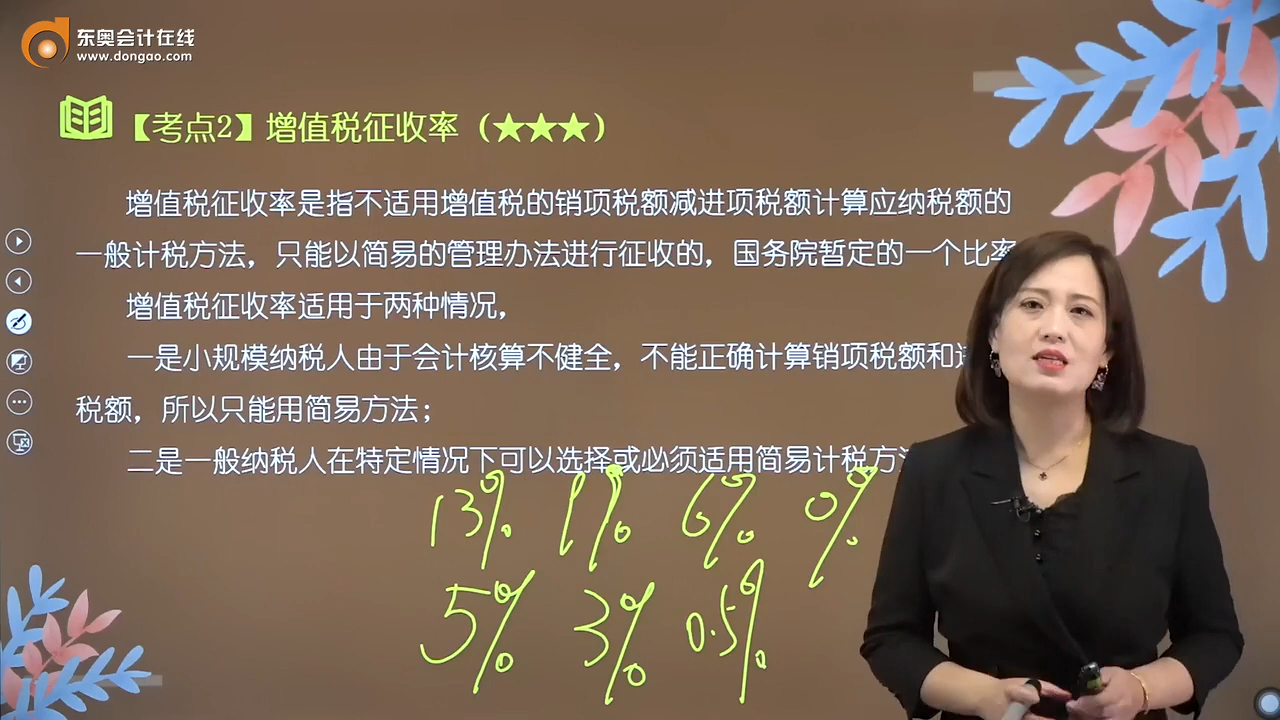 东奥会计在线
www.dongao.com
【考点2】增值税征收率（★★★）
增值税征收率是指不适用增值税的销项税额减进项税额计算应纳税额的
一般计税方法，只能以简易的管理办法进行征收的，国务院暂定的一个比率
增值税征收率适用于两种情况，
一是小规模纳税人由于会计核算不健全，不能正确计算销项税额和
税额，所以只能用简易方法；
二是一般纳税人在特定情况下可以选择或必须适用简易计税方
13% 9% 6% 0%
5% 3% 0.5%